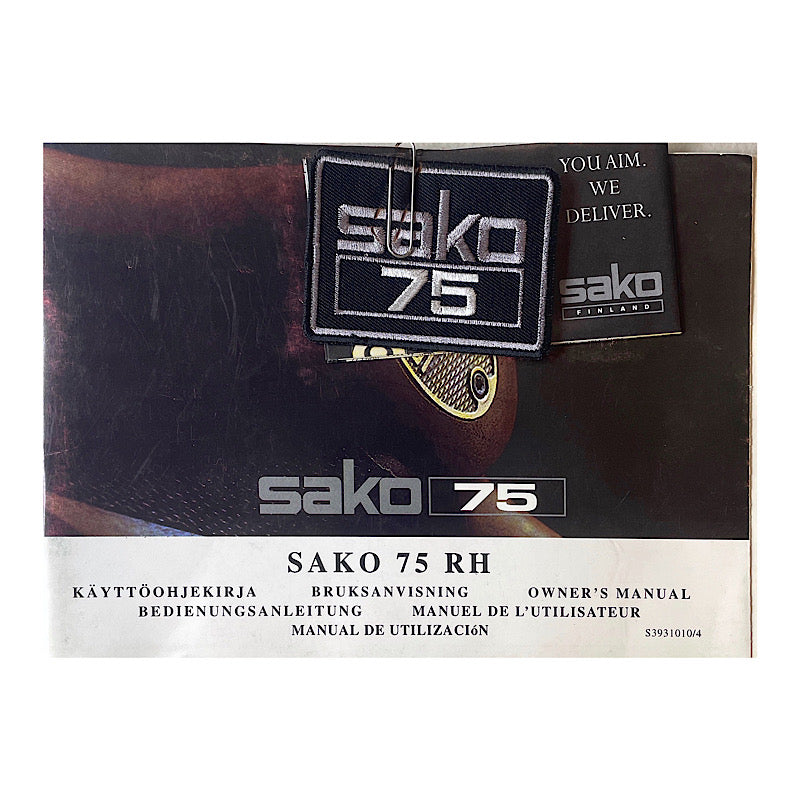 YOU AIM.
WE
DELIVER.
sako
FINLAND
sako
75
sako 75
SAKO 75 RH
KÄYTTÖOHJEKIRJA BRUKSANVISNING OWNER'S MANUAL
BEDIENUNGSANLEITUNG MANUEL DE L'UTILISATEUR
MANUAL DE UTILIZACIóN
S3931010/4